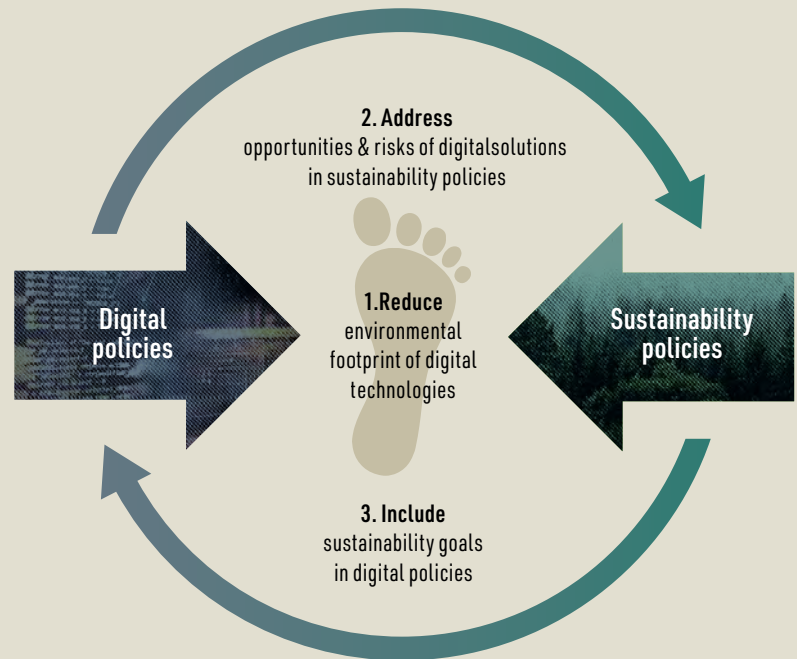 2. Address
opportunities & risks of digitalsolutions
in sustainability policies
Digital
policies
1.Reduce
environmental
footprint of digital
technologies
Sustainability
policies
3. Include
sustainability goals
in digital policies